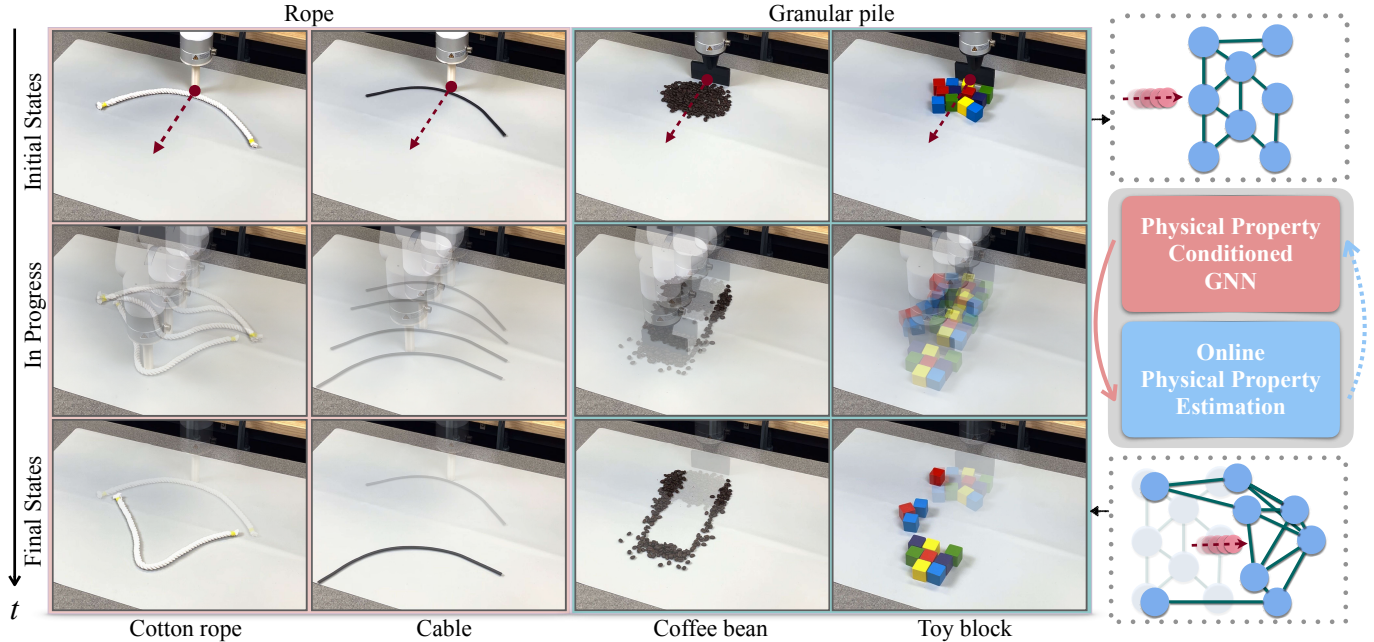 Rope
Granular pile
Initial States
In Progress
Final States
t
Cotton rope
Cable
Coffee bean
Toy block
Physical Property
Conditioned
GNN
Online
Physical Property
Estimation